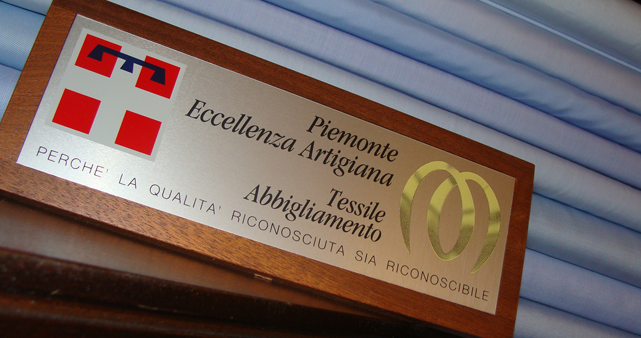 Piemonte
Eccellenza Artigiana
Tessile
Abbigliamento
PERCHE' LA QUALITA' RICONOSCIUTA SIA RICONOSCIBILE